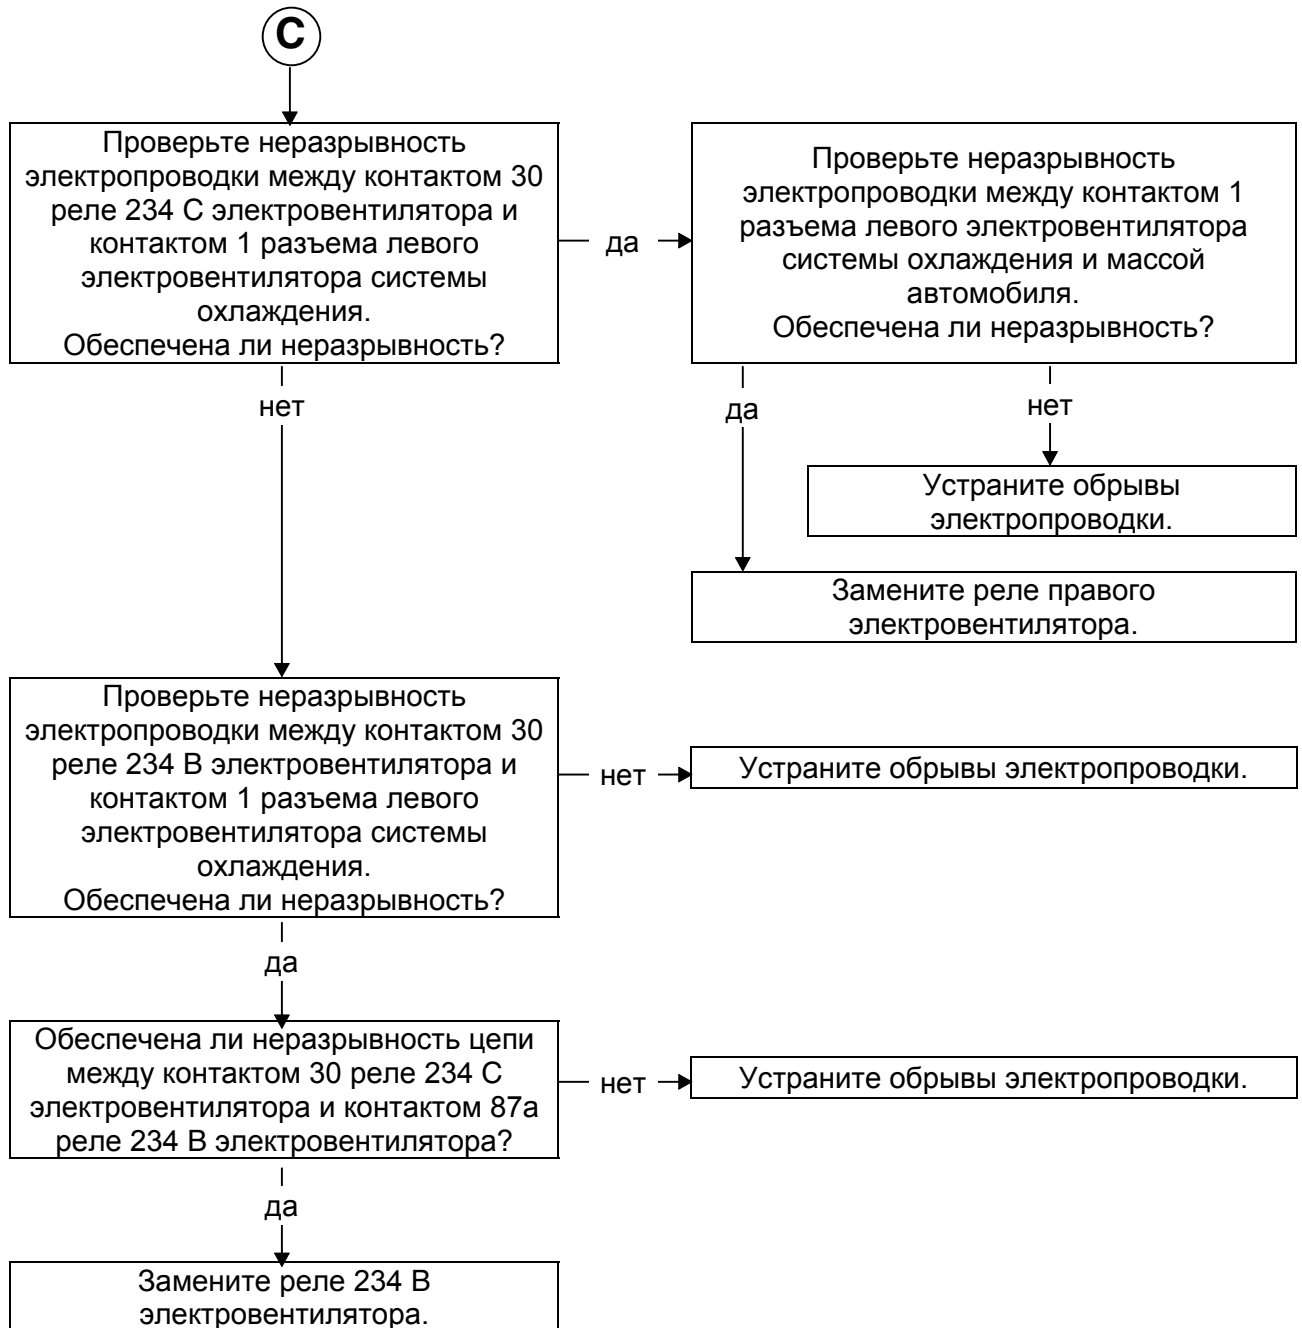 C
Проверьте неразрывность
электропроводки между контактом 30
реле 234 C электровентилятора и
контактом 1 разъема левого
электровентилятора системы
охлаждения.
Обеспечена ли неразрывность?
да
Проверьте неразрывность
электропроводки между контактом 1
разъема левого электровентилятора
системы охлаждения и массой
автомобиля.
Обеспечена ли неразрывность?
нет
да
нет
Устраните обрывы
электропроводки.
Замените реле правого
электровентилятора.
Проверьте неразрывность
электропроводки между контактом 30
реле 234 B электровентилятора и
контактом 1 разъема левого
электровентилятора системы
охлаждения.
Обеспечена ли неразрывность?
нет
Устраните обрывы электропроводки.
да
Обеспечена ли неразрывность цепи
между контактом 30 реле 234 C
электровентилятора и контактом 87a
реле 234 B электровентилятора?
нет
Устраните обрывы электропроводки.
да
Замените реле 234 B
электровентилятора.